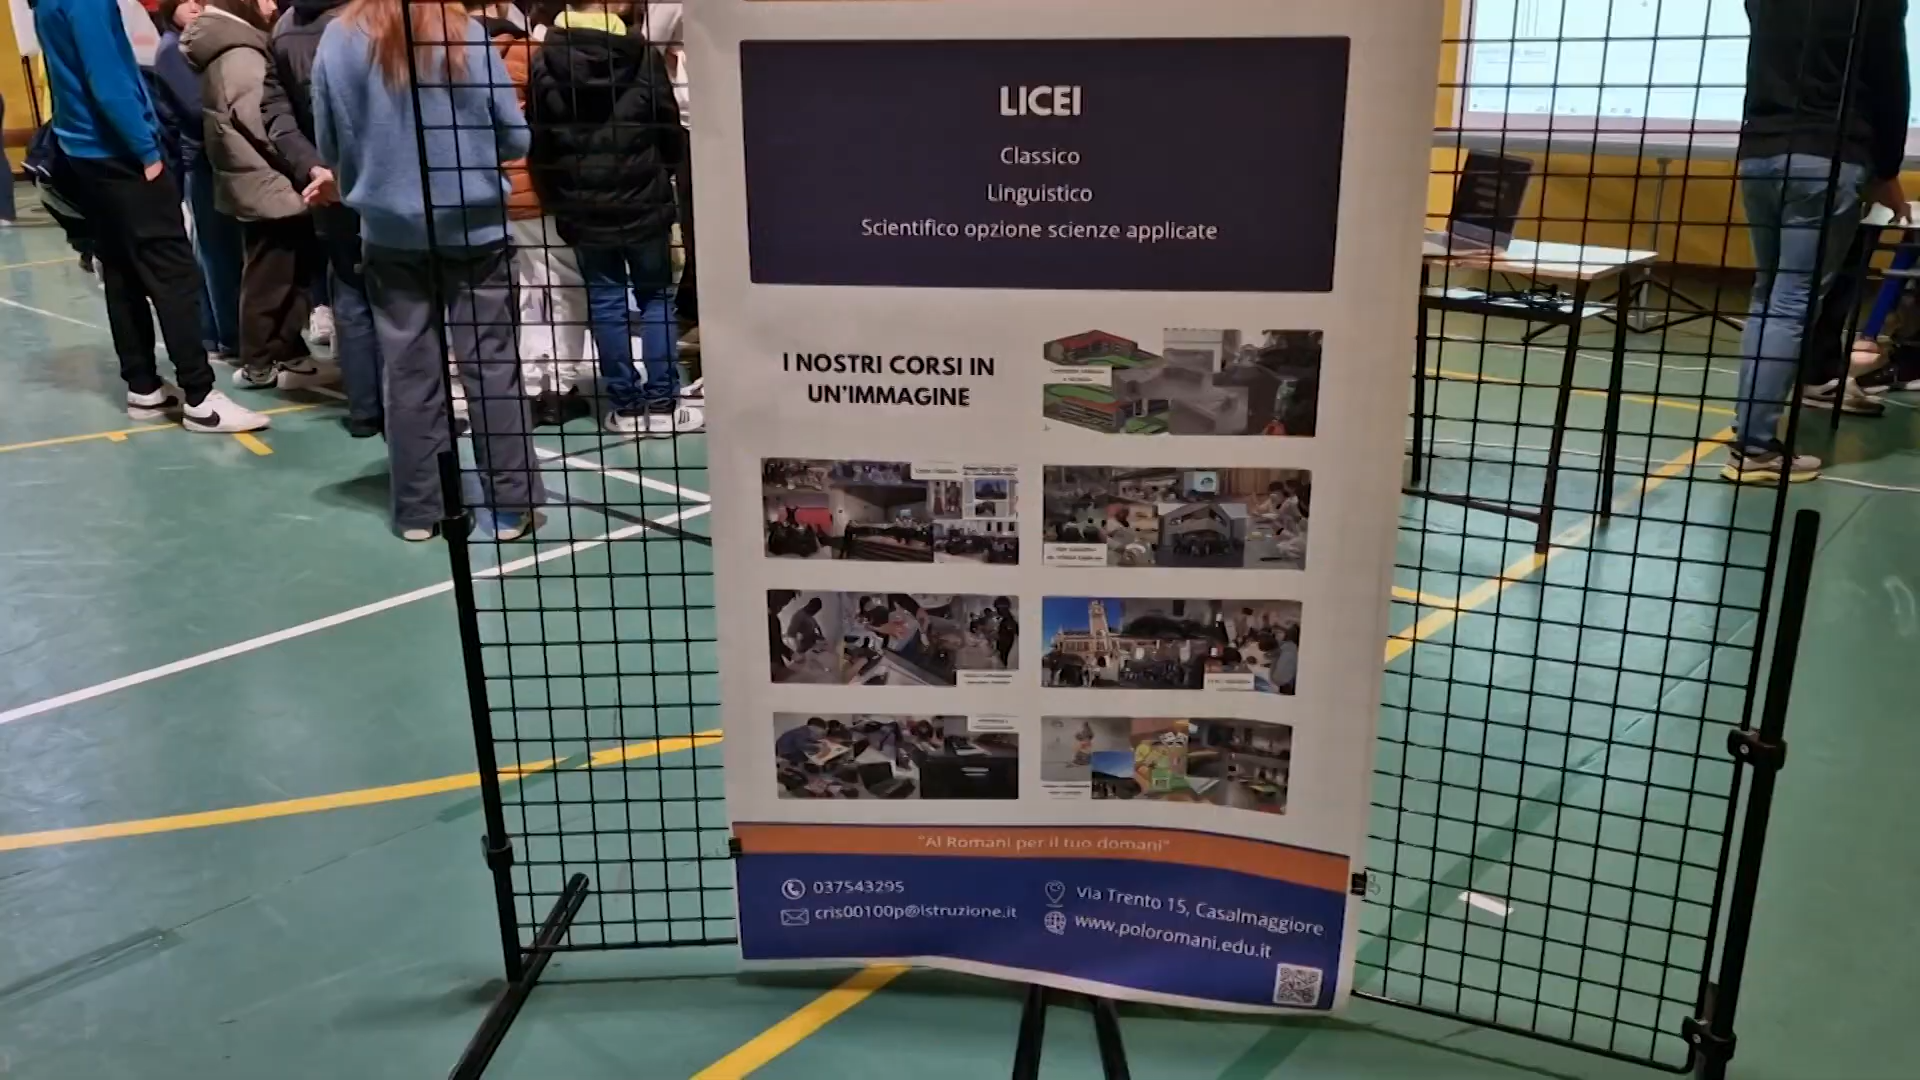 LICEI
Classico
Linguistico
Scientifico opzione scienze applicate
I NOSTRI CORSI IN
UN'IMMAGINE
"Al Romani per il tuo domani"
037543295
cris00100p@istruzione.it
Via Trento 15, Casalmaggiore
www.poloromani.edu.it